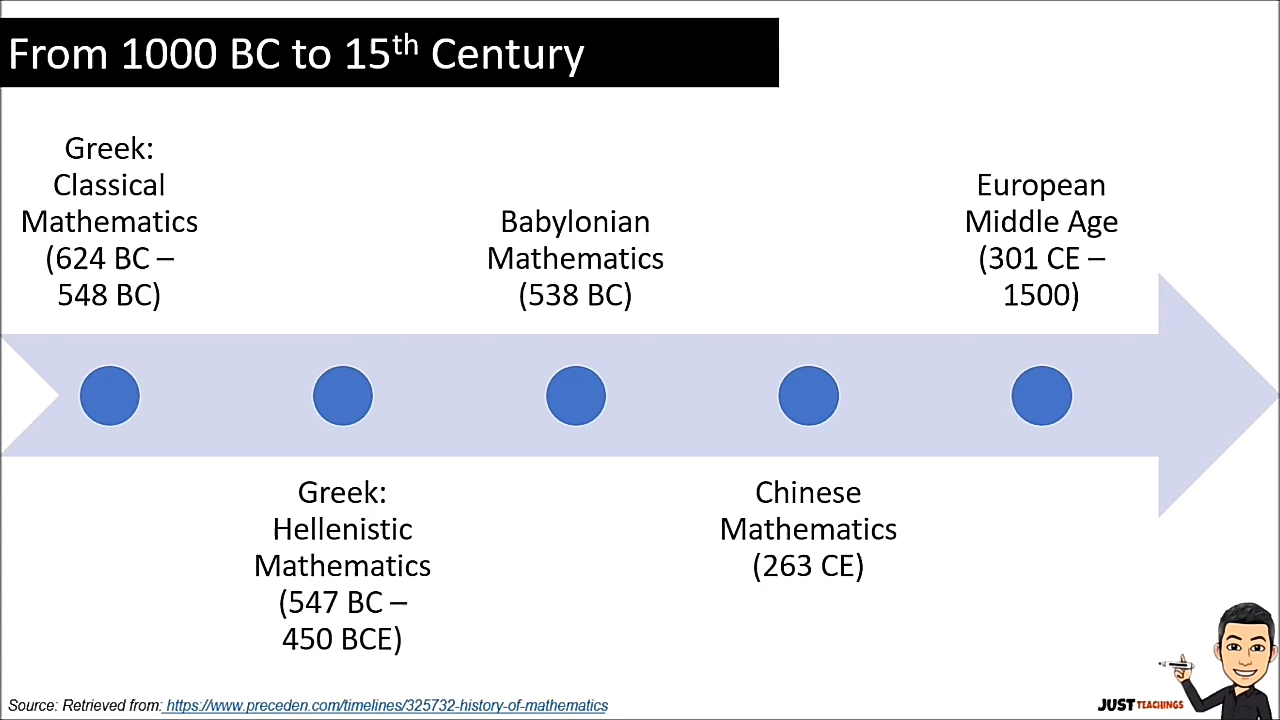 From 1000 BC to 15th Century
Greek:
Classical
Mathematics
(624 BC –
548 BC)
Greek:
Hellenistic
Mathematics
(547 BC –
450 BCE)
Babylonian
Mathematics
(538 BC)
Chinese
Mathematics
(263 CE)
European
Middle Age
(301 CE –
1500)
Source: Retrieved from: https://www.preceden.com/timelines/325732-history-of-mathematics
JUST TEACHINGS